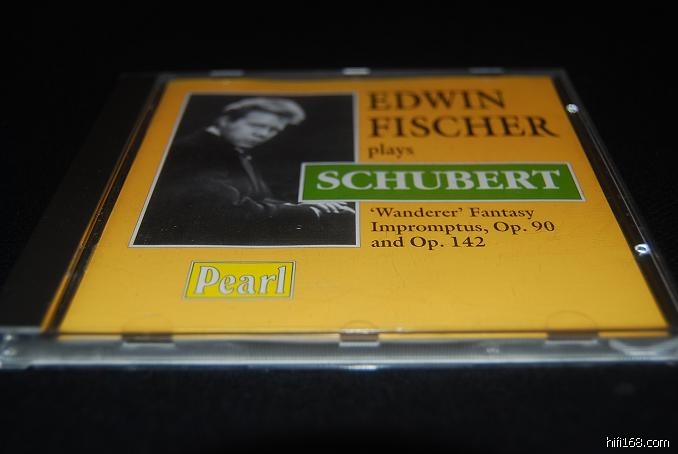 EDWIN
FISCHER
plays
SCHUBERT
‘Wanderer’ Fantasy
Impromptus, Op. 90
and Op. 142
Pearl
hifi168.com